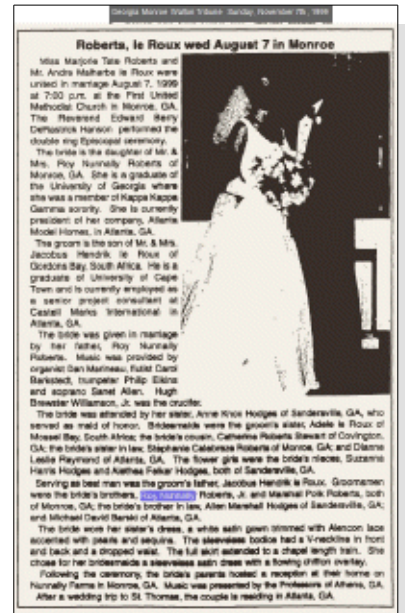 Georgia Monroe Walton Tribune Sunday, November 7th, 1999
Roberts, le Roux wed August 7 in Monroe
Miss Marjorie Tate Roberts and
Mr. Andre Malherbe le Roux were
united in marriage August 7, 1999
at 7:00 p.m. at the First United
Methodist Church in Monroe, GA.
The Reverend Edward Berry
Hanson performed the
double ring Episcopal ceremony.
The bride is the daughter of Mr. &
Mrs. Roy Nunnally Roberts of
Monroe, GA. She is a graduate of
the University of Georgia where
she was a member of Kappa Kappa
Gamma sorority. She is currently
president of her company, Atlanta
Model Homes, in Atlanta, GA.
The groom is the son of Mr. & Mrs.
Jacobus Hendrik le Roux of
Gordons Bay, South Africa. He is a
graduate of University of Cape
Town and is currently employed as
a senior project consultant at
Castell Marks International in
Atlanta, GA.
The bride was given in marriage
by her father, Roy Nunnally
Roberts. Music was provided by
organist Dan Marineau, flutist Carol
trumpeter Philip Elkins
and soprano Sanet Allen. Hugh
Brewster Williamson, Jr. was the crucifer.
The bride was attended by her sister, Anne Knox Hodges of Sandersville, GA, who
served as maid of honor. Bridesmaids were the groom's sister, Adele le Roux of
Mossel Bay, South Africa; the bride's cousin, Catherine Roberts Stewart of Covington,
GA; the bride's sister in law, Stephanie Calabrese Roberts of Monroe, GA; and Dianne
Leslie Raymond of Atlanta, GA. The flower girls were the bride's nieces, Suzanne
Harris Hodges and Alethea Felker Hodges, both of Sandersville, GA.
Serving as best man was the groom's father, Jacobus Hendrik le Roux. Groomsmen
were the bride's brothers, Roy Nunnally Roberts, Jr. and Marshall Polk Roberts, both
of Monroe, GA; the bride's brother in law, Allen Marshall Hodges of Sandersville, GA;
and Michael David Barski of Atlanta, GA.
The bride wore her sister's dress, a white satin gown trimmed with Alencon lace
accented with pearls and sequins. The sleeveless bodice had a V-neckline in front
and back and a dropped waist. The full skirt extended to a chapel length train. She
chose for her bridesmaids a sleeveless satin dress with a flowing chiffon overlay.
Following the ceremony, the bride's parents hosted a reception at their home on
Nunnally Farms in Monroe, GA. Music was presented by the Professors of Athens, GA.
After a wedding trip to St. Thomas, the couple is residing in Atlanta, GA.